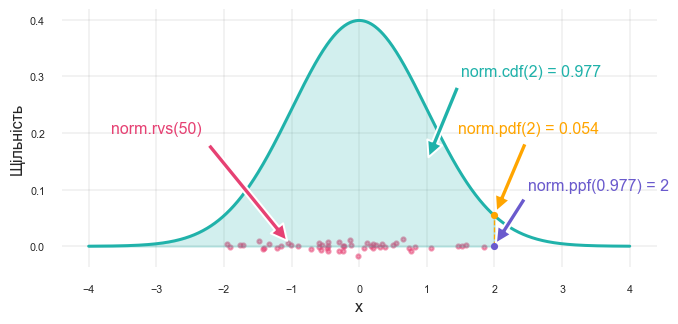 0.4
0.3
0.2
0.1
0.0
Щільність
norm.cdf(2) = 0.977
norm.rvs(50)
norm.pdf(2) = 0.054
norm.ppf(0.977) = 2
−4
−3
−2
−1
0
1
2
3
4
x